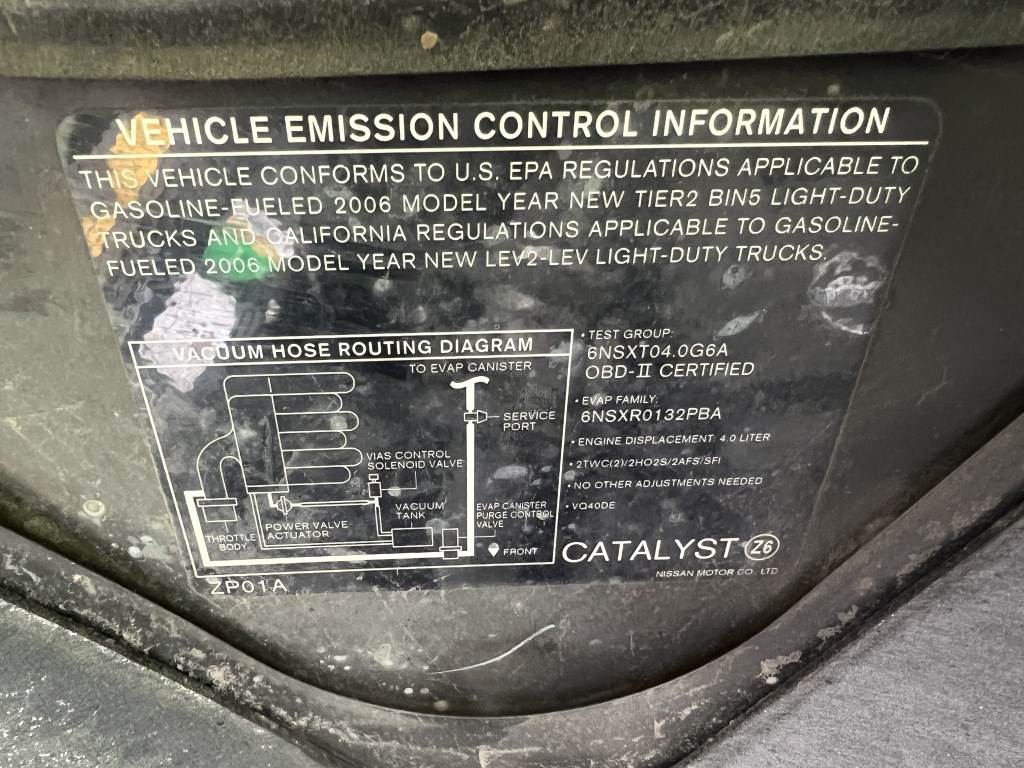 VEHICLE EMISSION CONTROL INFORMATION
THIS VEHICLE CONFORMS TO U.S. EPA REGULATIONS APPLICABLE TO
GASOLINE-FUELED 2006 MODEL YEAR NEW TIER2 BIN5 LIGHT-DUTY
TRUCKS AND CALIFORNIA REGULATIONS APPLICABLE TO GASOLINE-
FUELED 2006 MODEL YEAR NEW LEV2-LEV LIGHT-DUTY TRUCKS.
VACUUM HOSE ROUTING DIAGRAM
TO EVAP CANISTER
SERVICE
PORT
VIAS CONTROL
SOLENOID VALVE
VACUUM
TANK
EVAP CANISTER
PURGE CONTROL
VALVE
POWER VALVE
ACTUATOR
THROTTLE
BODY
FRONT
ZP01A
• TEST GROUP:
6NSXT04.0G6A
OBD-II CERTIFIED
• EVAP FAMILY:
6NSXR0132PBA
• ENGINE DISPLACEMENT: 4.0 LITER
• 2TWC(2)/2HO2S/2AFS/SFI
• NO OTHER ADJUSTMENTS NEEDED
• VQ40DE
CATALYST Z6
NISSAN MOTOR CO. LTD